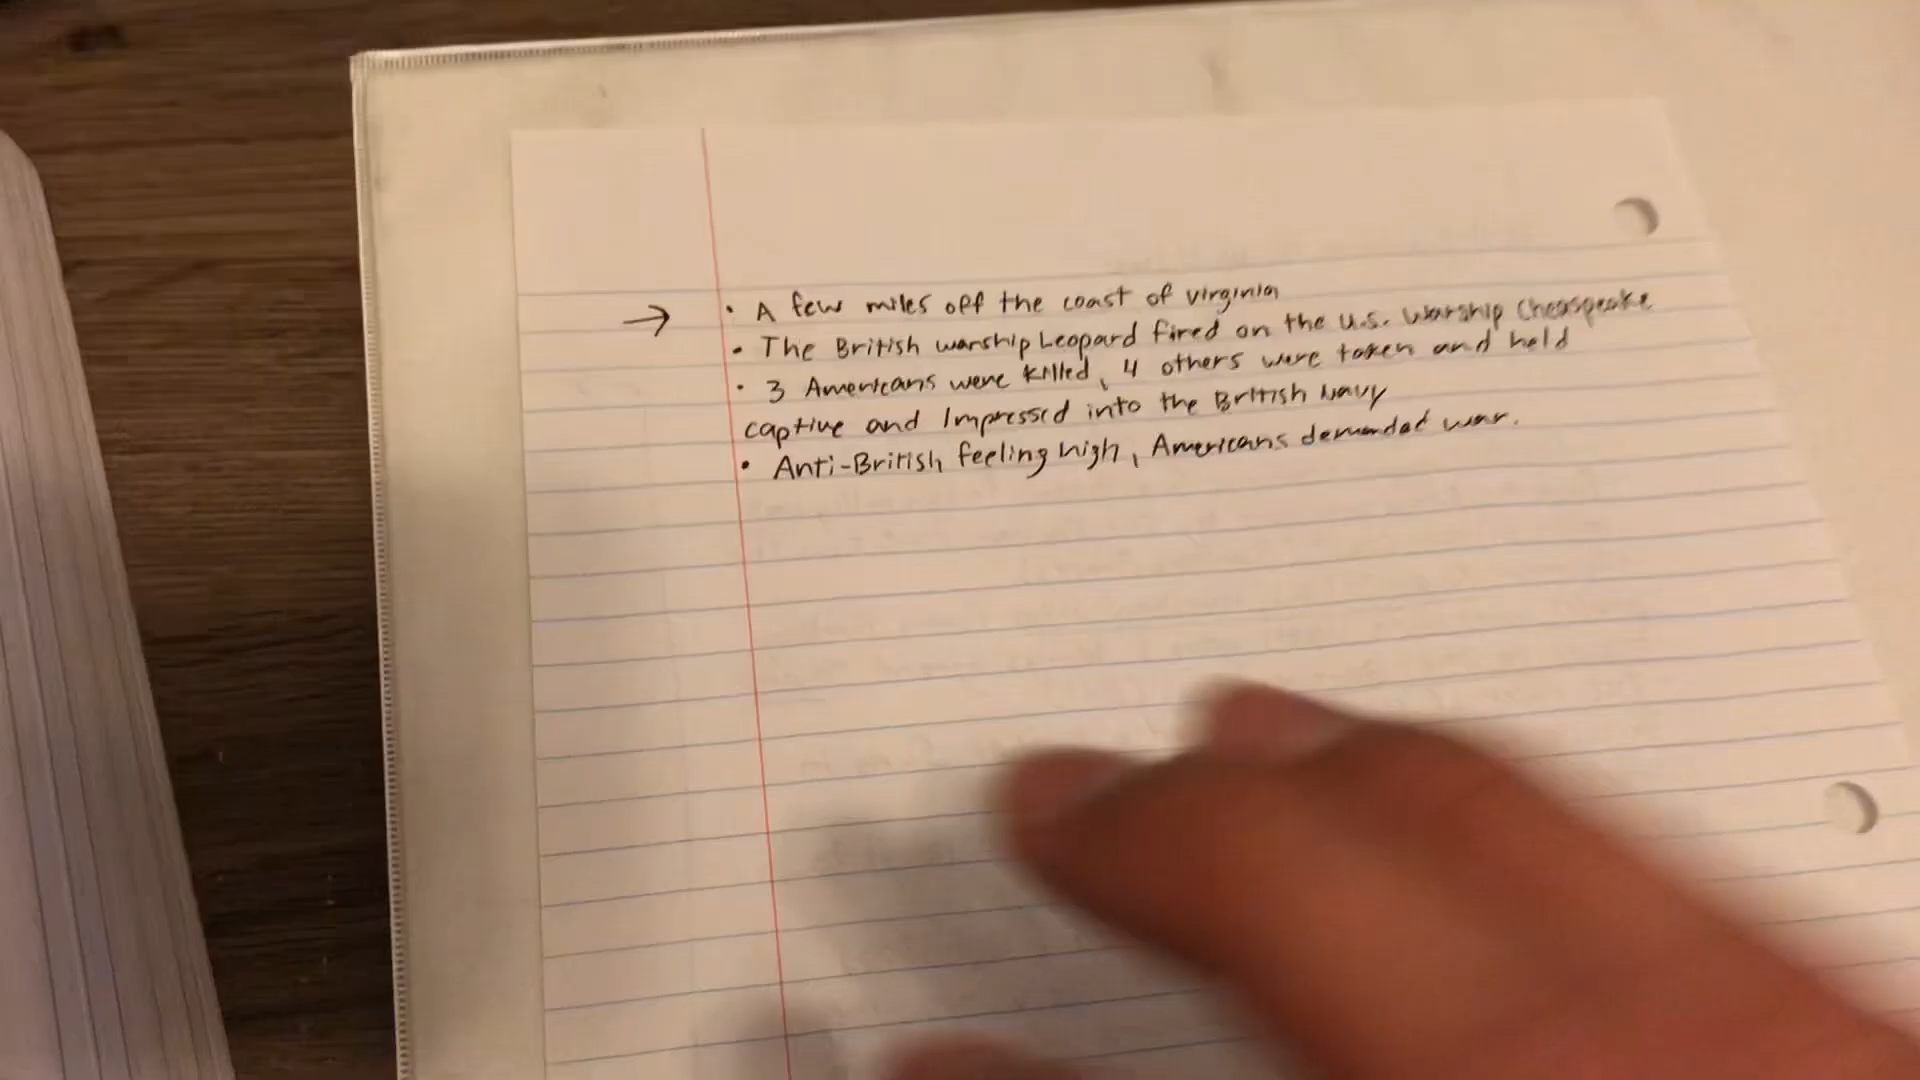 → • A few miles off the coast of virginia
• The British warship Leopard fired on the U.S. warship Cheaspeake
• 3 Americans were killed, 4 others were taken and held
captive and Impressed into the British Navy
• Anti-British feeling high, Americans demanded war.